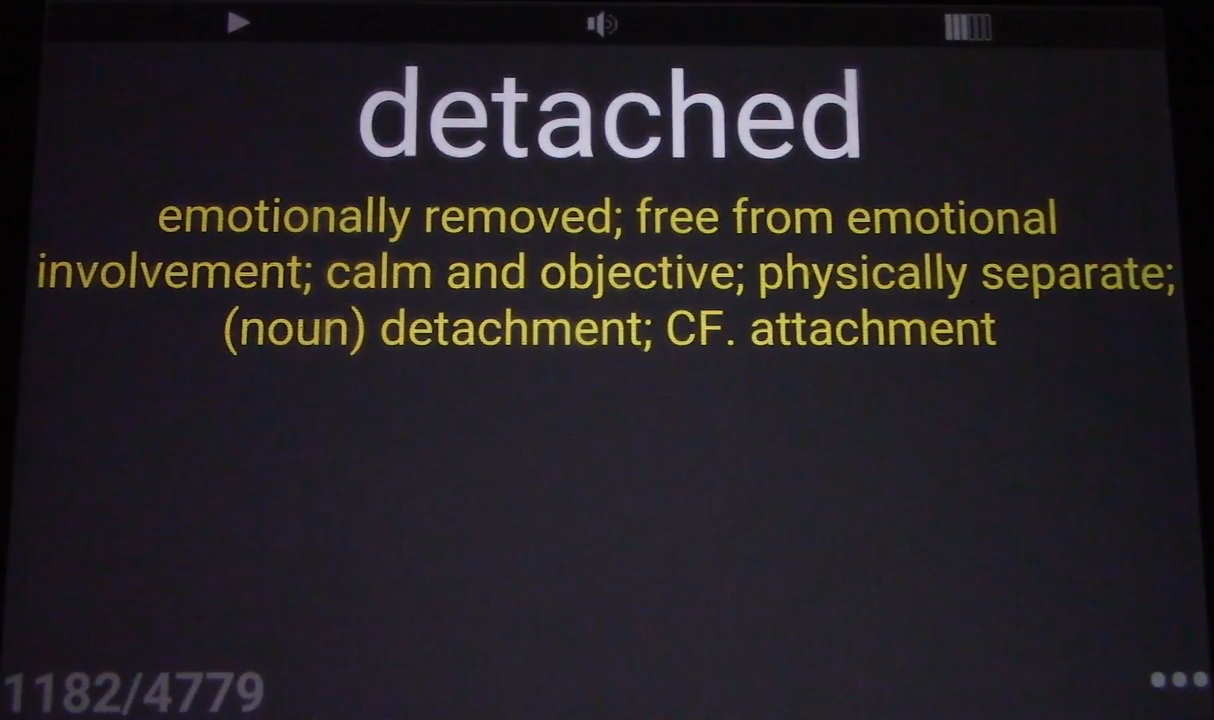 detached
emotionally removed; free from emotional
involvement; calm and objective; physically separate;
(noun) detachment; CF. attachment
1182/4779